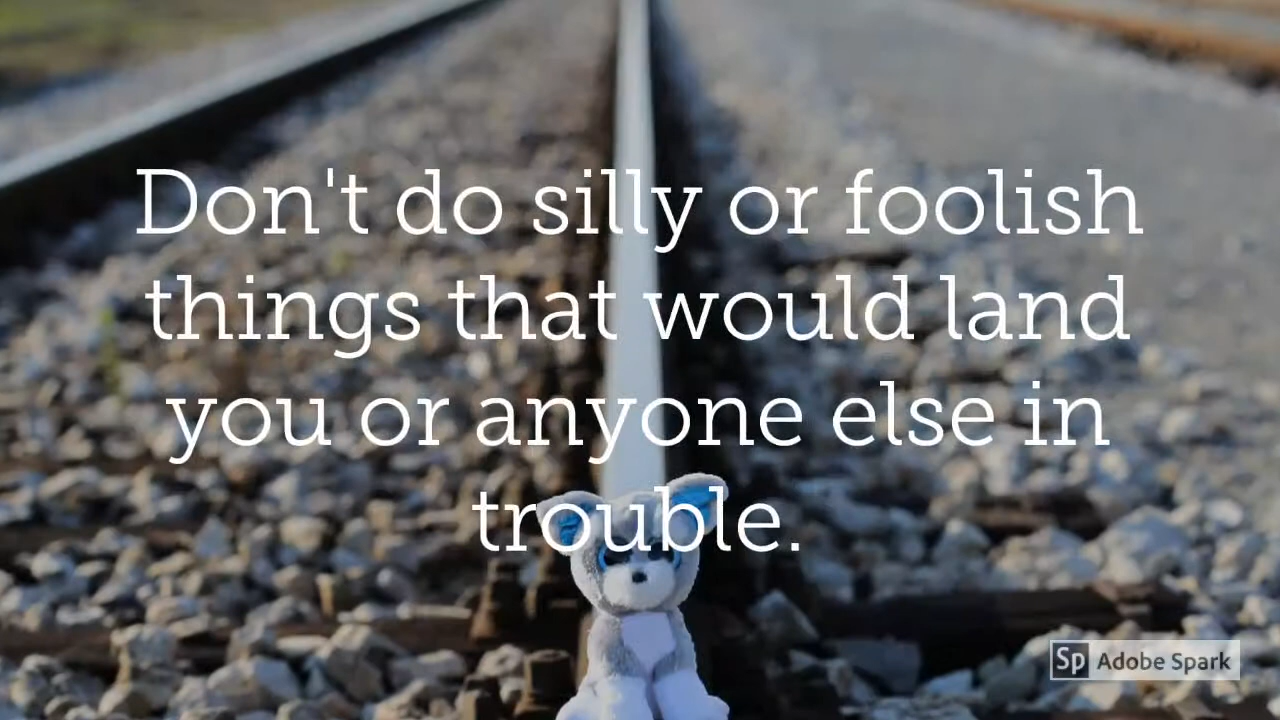 Don't do silly or foolish
things that would land
you or anyone else in
trouble.
Sp Adobe Spark